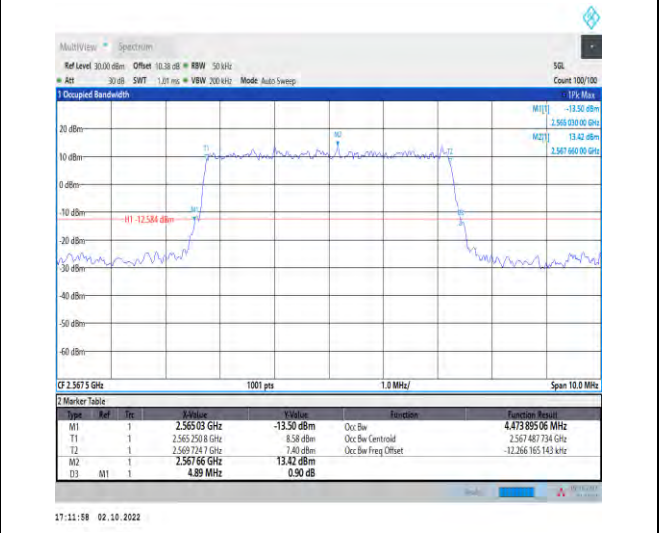 MultiView Spectrum
Ref Level 30.00 dBm Offset 10.38 dB RBW 50 kHz SGL
Att 30 dB SWT 1.01 ms VBW 200 kHz Mode Auto Sweep Count 100/100
1 Occupied Bandwidth 1Pk Max
M1[1] -13.50 dBm
2.565 030 00 GHz
M2[1] 13.42 dBm
2.567 660 00 GHz
20 dBm
M2
T1
T2
10 dBm
0 dBm
-10 dBm
M1
H1 -12.584 dBm
-20 dBm
-30 dBm
-40 dBm
-50 dBm
-60 dBm
CF 2.567 5 GHz 1001 pts 1.0 MHz/ Span 10.0 MHz
2 Marker Table
Type Ref Trc X-Value Y-Value Function Function Result
M1 1 2.565 03 GHz -13.50 dBm Occ Bw 4.473 895 06 MHz
T1 1 2.565 250 8 GHz 8.58 dBm Occ Bw Centroid 2.567 487 734 GHz
T2 1 2.569 724 7 GHz 7.40 dBm Occ Bw Freq Offset -12.266 165 143 kHz
M2 1 2.567 66 GHz 13.42 dBm
D3 M1 1 4.89 MHz 0.90 dB
17:11:58 02.10.2022